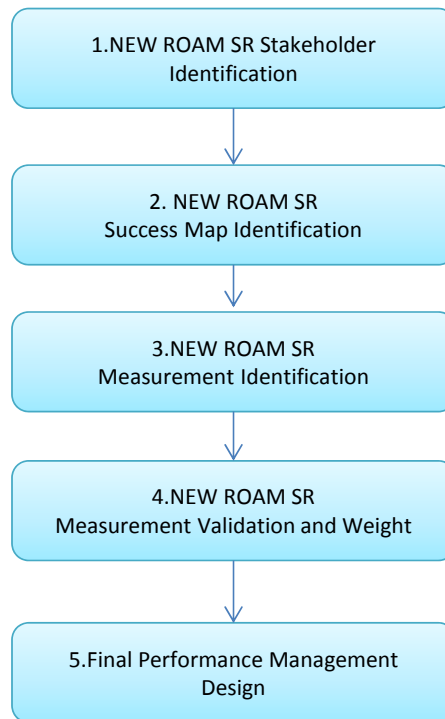 1.NEW ROAM SR Stakeholder
Identification
2. NEW ROAM SR
Success Map Identification
3.NEW ROAM SR
Measurement Identification
4.NEW ROAM SR
Measurement Validation and Weight
5.Final Performance Management
Design